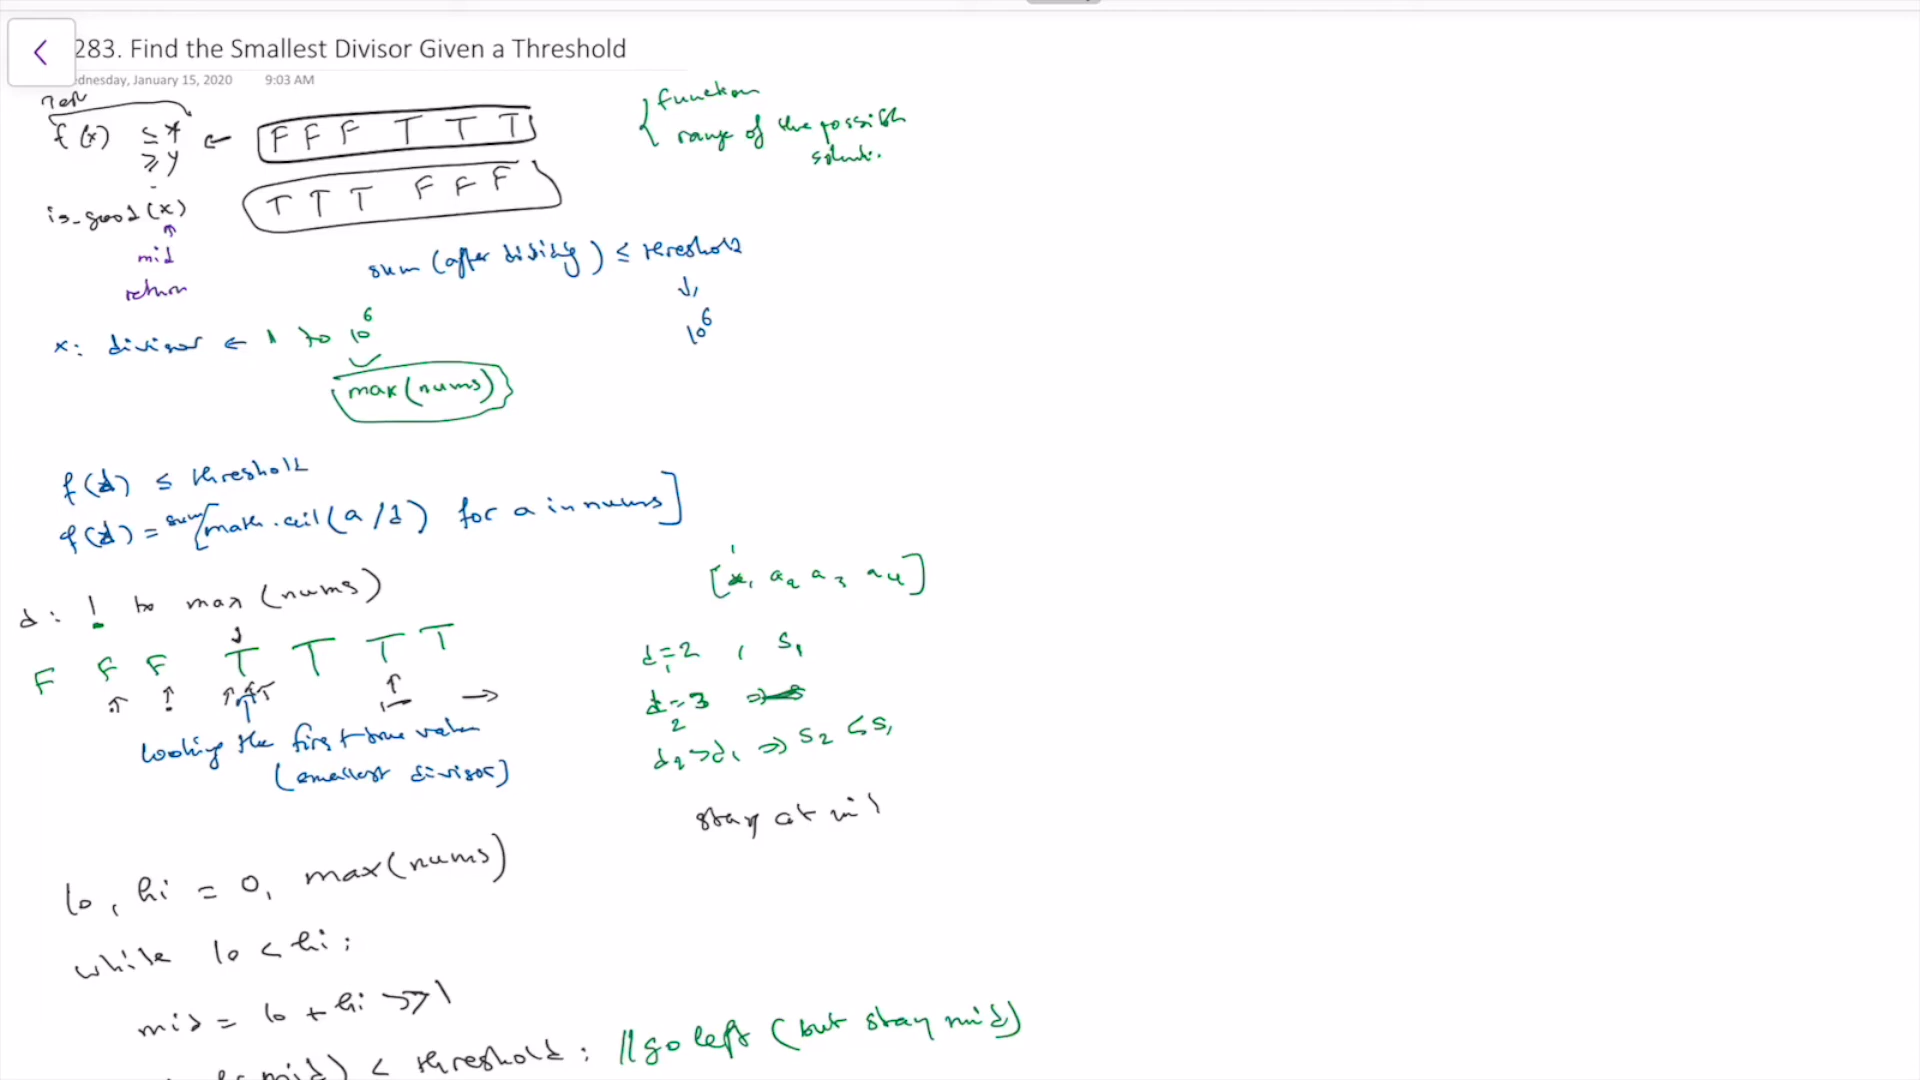 283. Find the Smallest Divisor Given a Threshold
dnesday, January 15, 2020 9:03 AM
f(x) ≤ y ← F F F T T T
≥ y
T T T F F F
{ function
range of the possible
is_good(x)
↑
mid
return
sum (after dividing) ≤ threshold
↓
10^6
x: divisor ← 1 to 10^6
max(nums)
f(d) ≤ threshold
f(d) = sum[math.ceil(a/d) for a in nums]
d: 1 to max(nums)
F F F T T T T
looking the first true value
(smallest divisor)
a2 a3 a4]
d1=2, S1
d2=3 ⇒
d2>d1 ⇒ S2 ≤ S1
stay at mid
lo, hi = 0, max(nums)
while lo < hi:
mid = lo + hi >> 1
mid) < threshold: // go left (but stay mid)